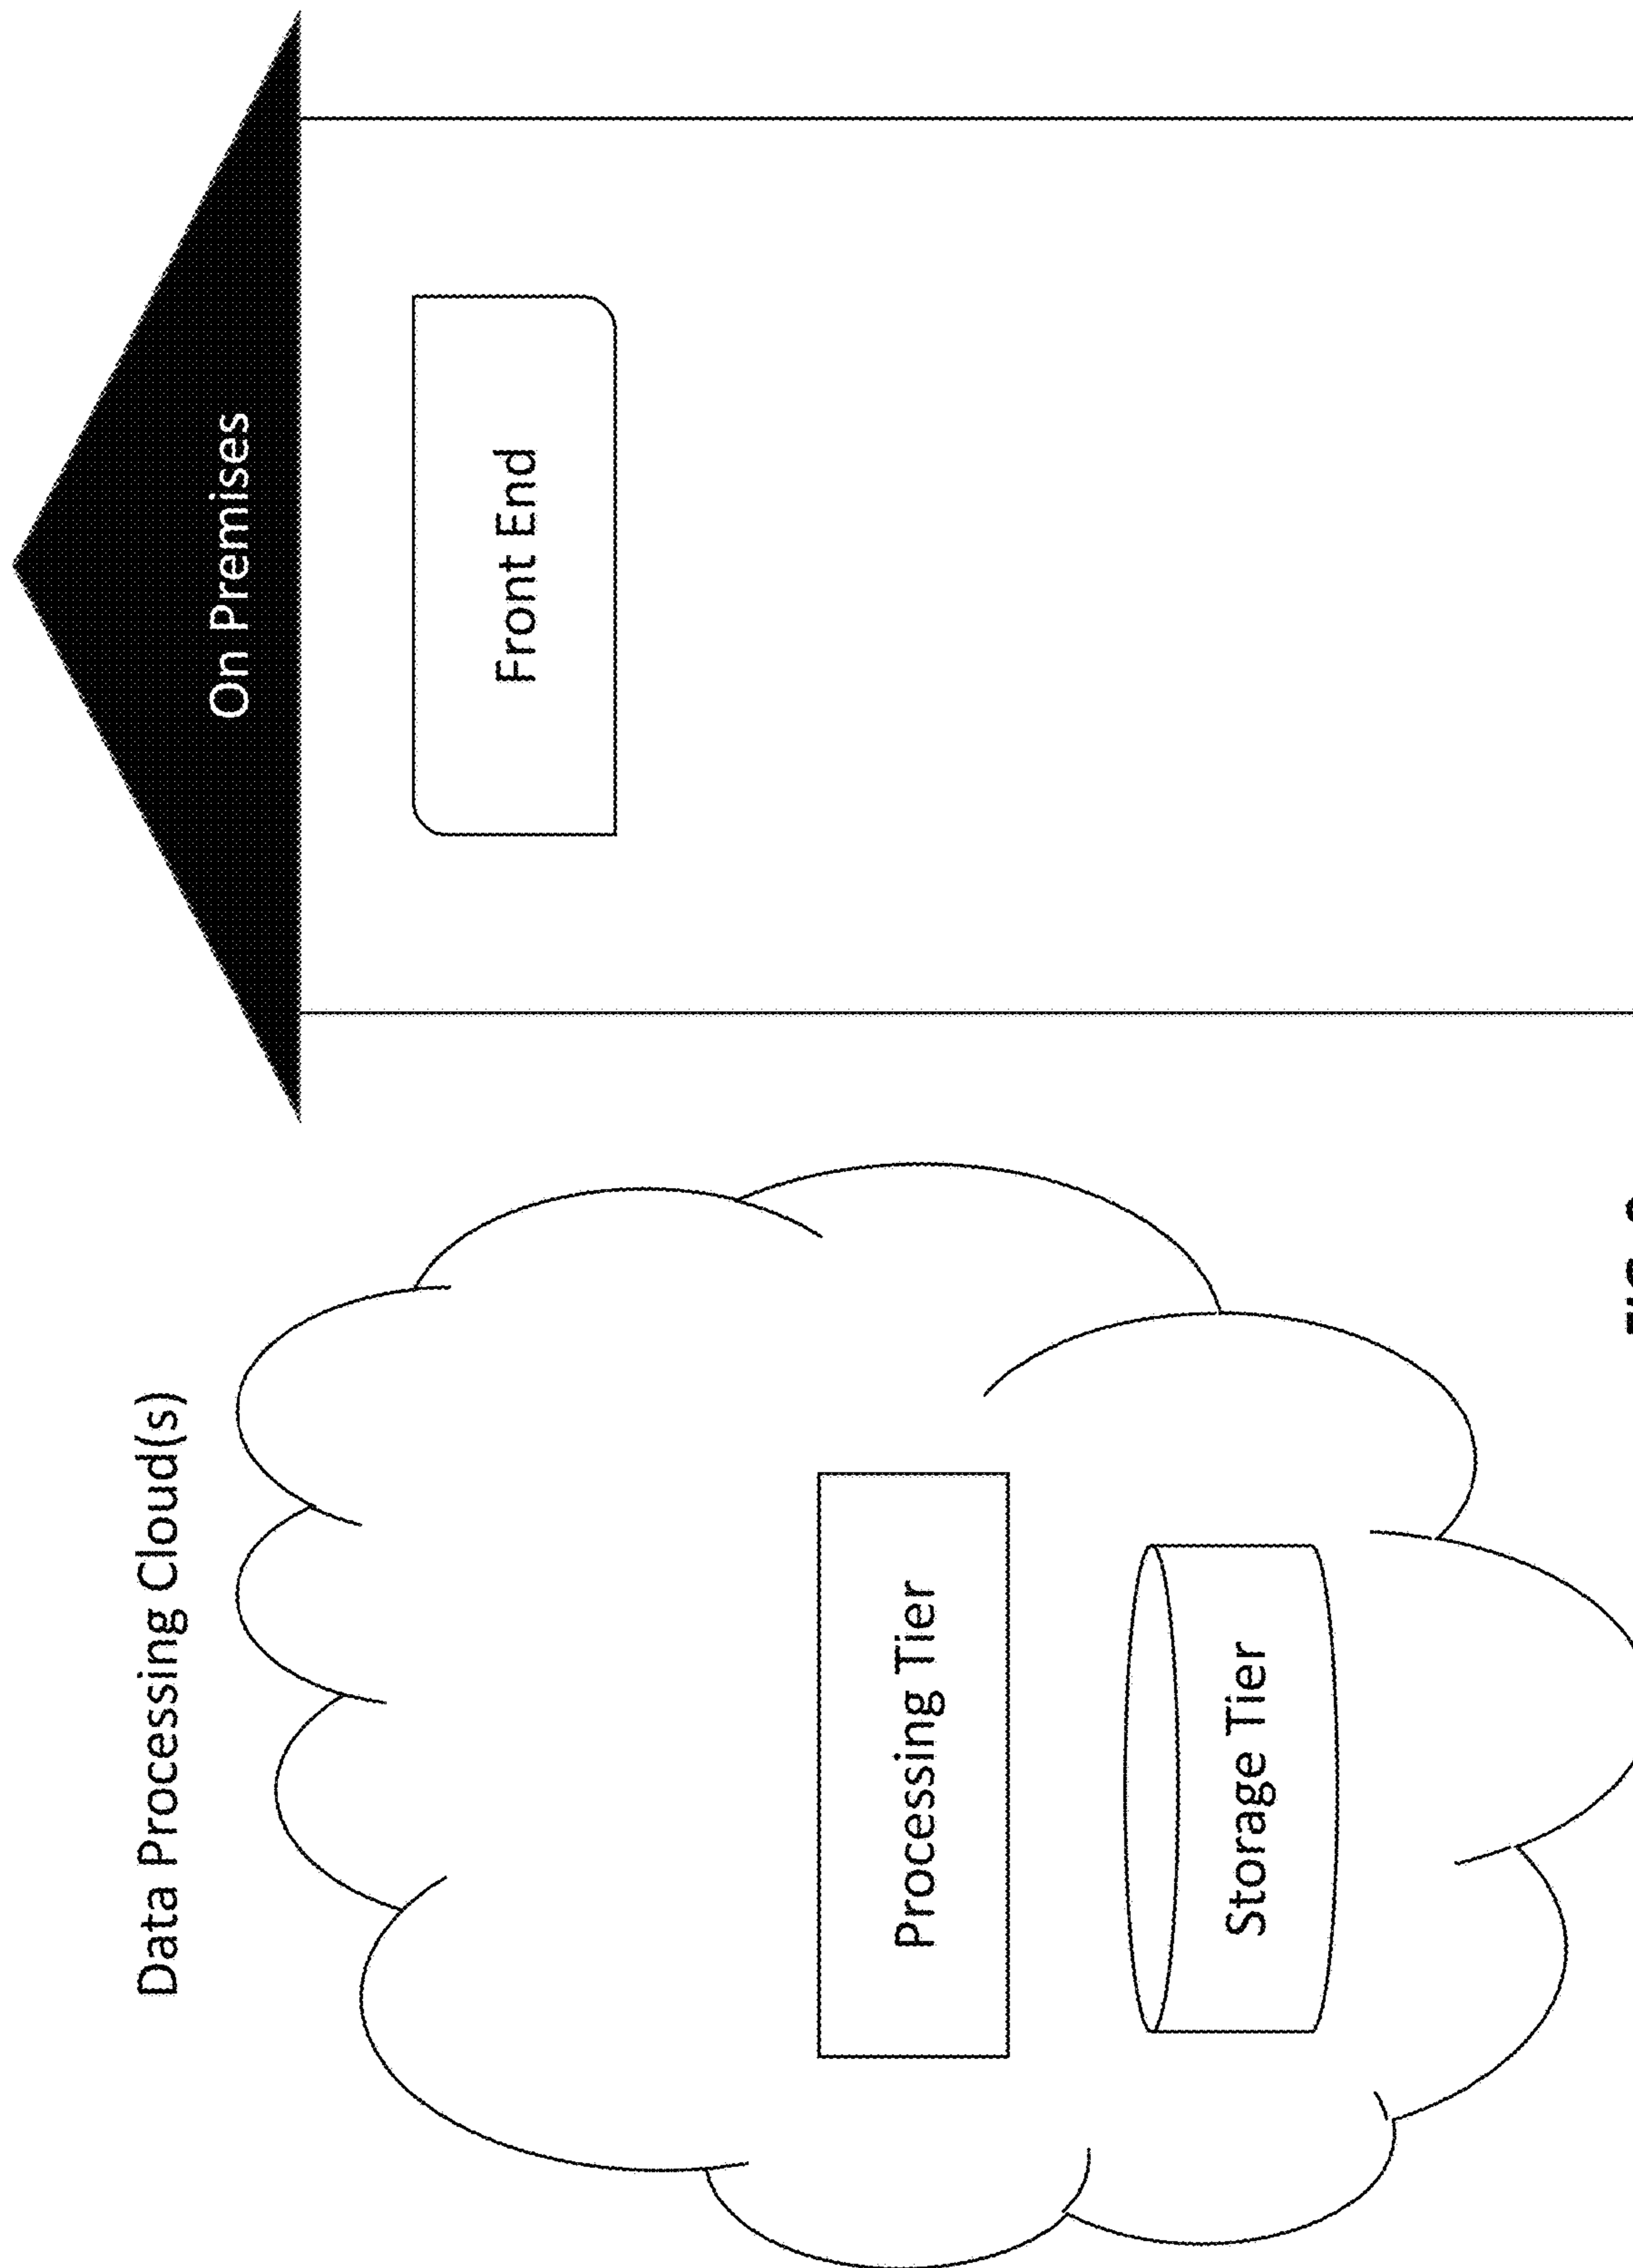 Data Processing Cloud(s)
Processing Tier
Storage Tier
On Premises
Front End